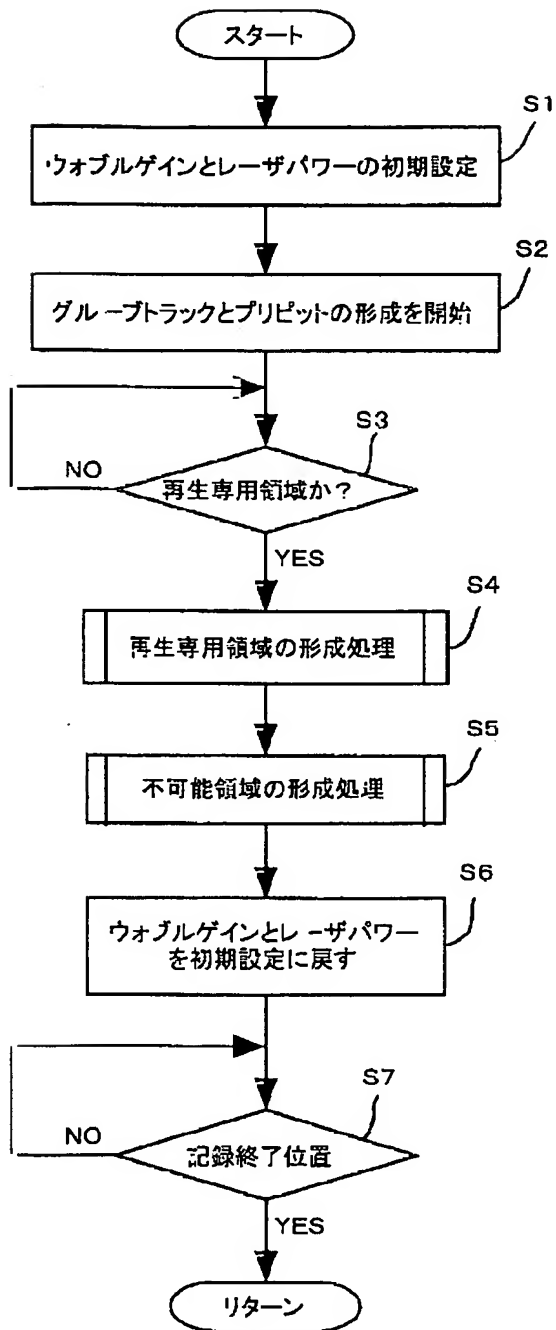 スタート
S1
ウォブルゲインとレーザパワーの初期設定
S2
グルーブトラックとプリピットの形成を開始
S3
NO
再生専用領域か？
YES
S4
再生専用領域の形成処理
S5
不可能領域の形成処理
S6
ウォブルゲインとレーザパワー
を初期設定に戻す
S7
NO
記録終了位置
YES
リターン